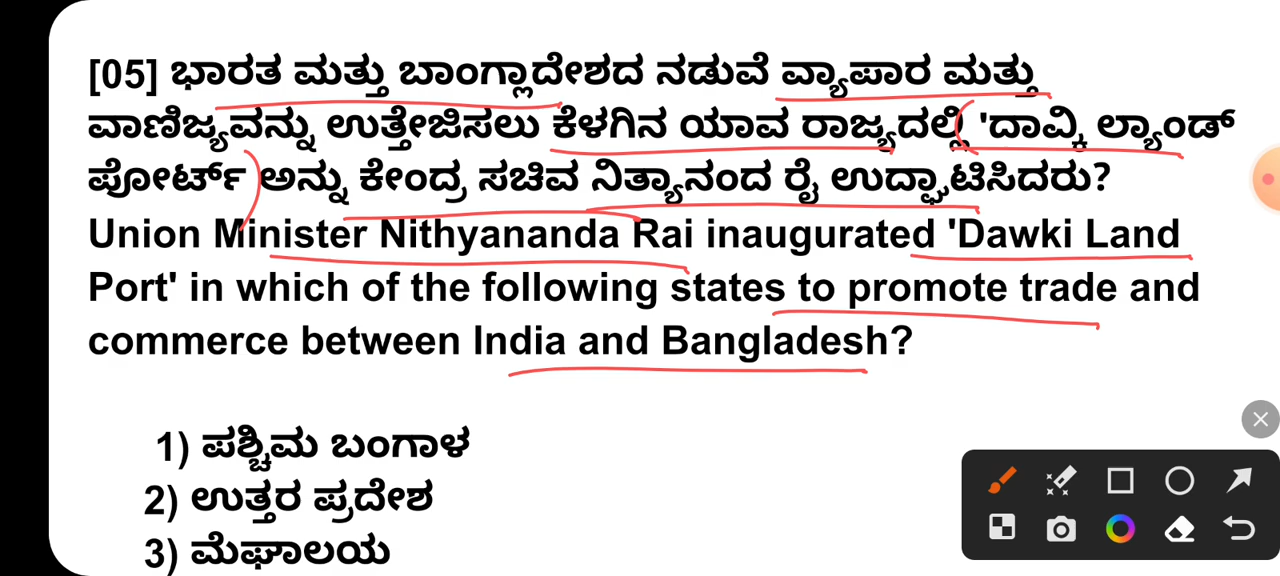 [05] ಭಾರತ ಮತ್ತು ಬಾಂಗ್ಲಾದೇಶದ ನಡುವೆ ವ್ಯಾಪಾರ ಮತ್ತು
ವಾಣಿಜ್ಯವನ್ನು ಉತ್ತೇಜಿಸಲು ಕೆಳಗಿನ ಯಾವ ರಾಜ್ಯದಲ್ಲಿ 'ದಾವ್ಕಿ ಲ್ಯಾಂಡ್
ಪೋರ್ಟ್ ಅನ್ನು ಕೇಂದ್ರ ಸಚಿವ ನಿತ್ಯಾನಂದ ರೈ ಉದ್ಘಾಟಿಸಿದರು?
Union Minister Nithyananda Rai inaugurated 'Dawki Land
Port' in which of the following states to promote trade and
commerce between India and Bangladesh?
1) ಪಶ್ಚಿಮ ಬಂಗಾಳ
2) ಉತ್ತರ ಪ್ರದೇಶ
3) ಮೆಘಾಲಯ